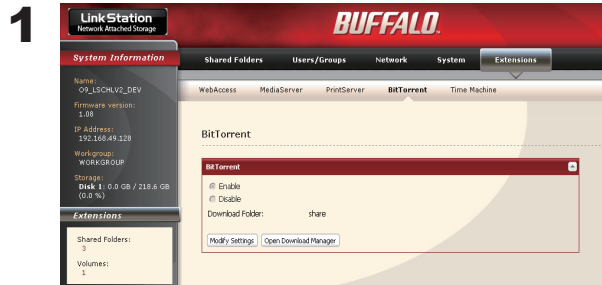 1
LinkStation
Network Attached Storage
BUFFALO.
System Information
Shared Folders Users/Groups Network System Extensions
WebAccess MediaServer PrintServer BitTorrent Time Machine
Name:
O9_LSCHLV2_DEV
Firmware version:
1.08
IP Address:
192.168.49.128
Workgroup:
WORKGROUP
Storage:
Disk 1: 0.0 GB / 218.6 GB
(0.0 %)
Extensions
Shared Folders:
3
Volumes:
1
BitTorrent
BitTorrent
Enable
Disable
Download Folder: share
Modify Settings Open Download Manager